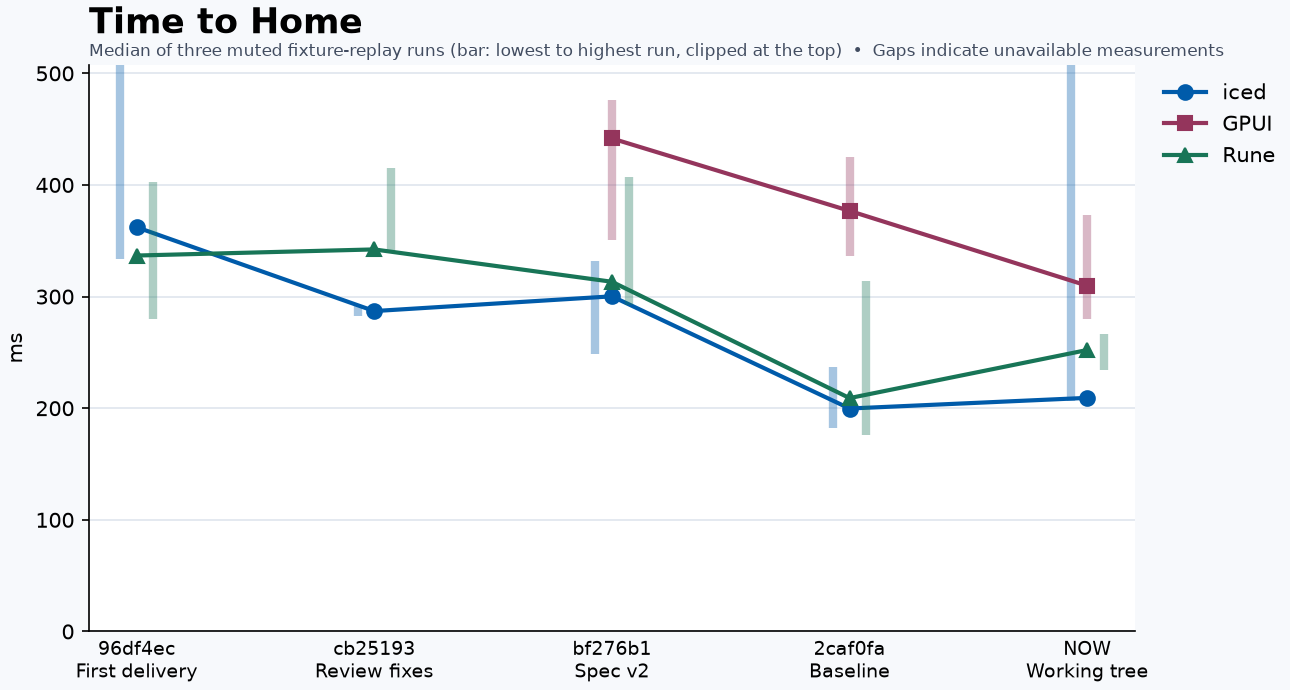 Time to Home
Median of three muted fixture-replay runs (bar: lowest to highest run, clipped at the top)  •  Gaps indicate unavailable measurements
iced
GPUI
Rune
ms
500
400
300
200
100
0
96df4ec
First delivery
cb25193
Review fixes
bf276b1
Spec v2
2caf0fa
Baseline
NOW
Working tree